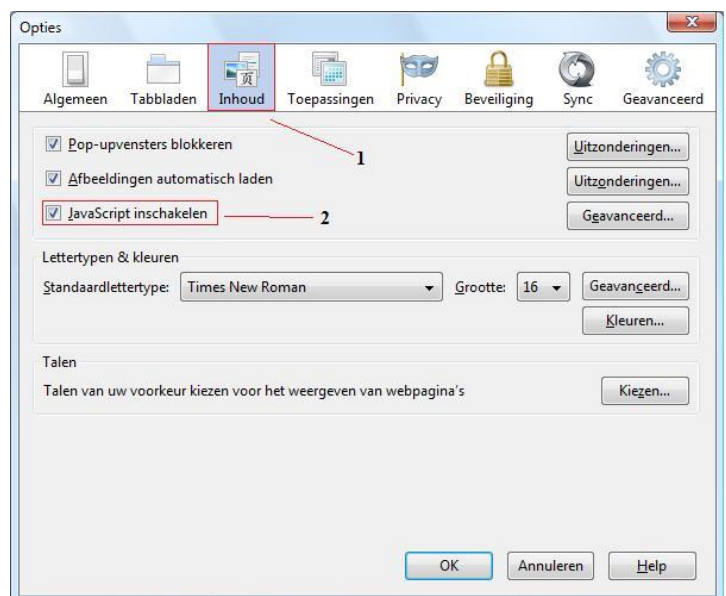 Opties
Algemeen Tabbladen Inhoud Toepassingen Privacy Beveiliging Sync Geavanceerd
1
Pop-upvensters blokkeren Uitzonderingen...
Afbeeldingen automatisch laden Uitzonderingen...
JavaScript inschakelen 2 Geavanceerd...
Lettertypen & kleuren
Standaardlettertype: Times New Roman Grootte: 16 Geavanceerd...
Kleuren...
Talen
Talen van uw voorkeur kiezen voor het weergeven van webpagina's Kiezen...
OK Annuleren Help